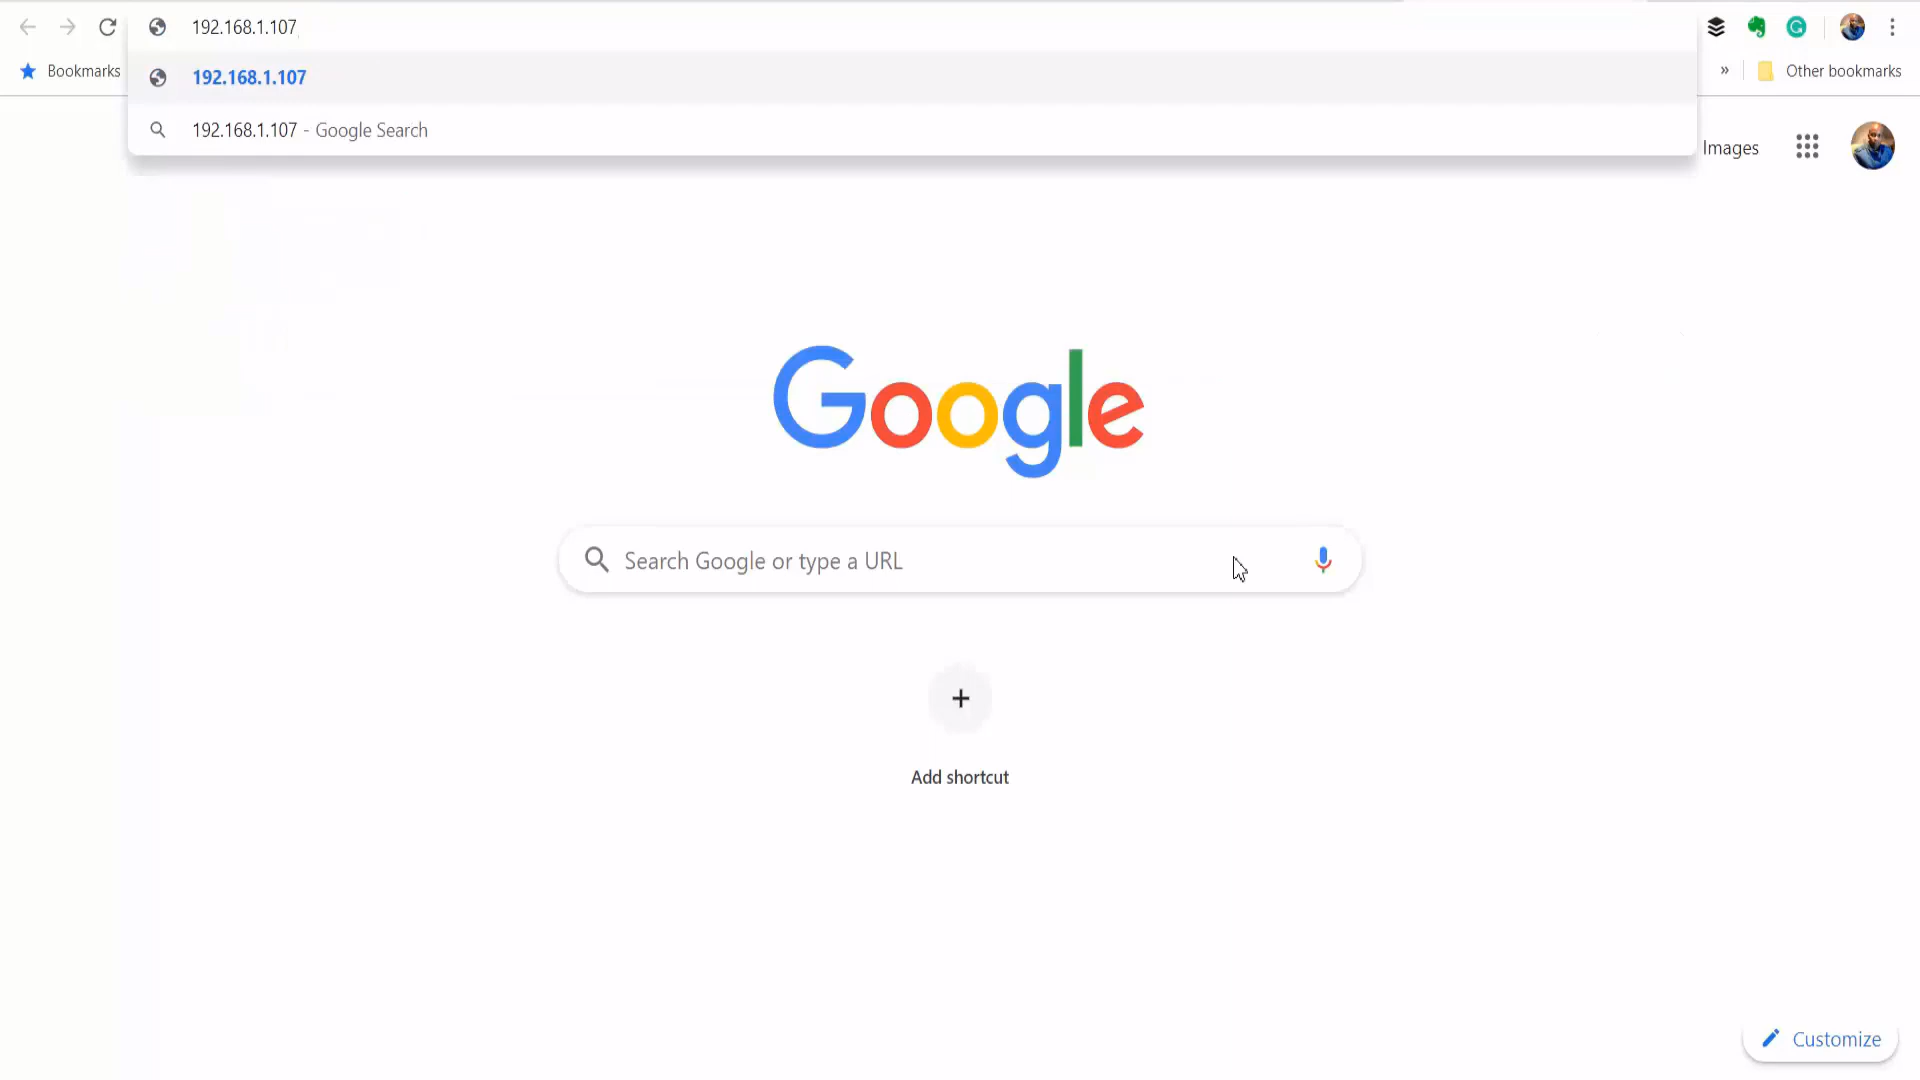 192.168.1.107
Bookmarks
192.168.1.107
» Other bookmarks
192.168.1.107 - Google Search
Images
Google
Search Google or type a URL
+
Add shortcut
Customize